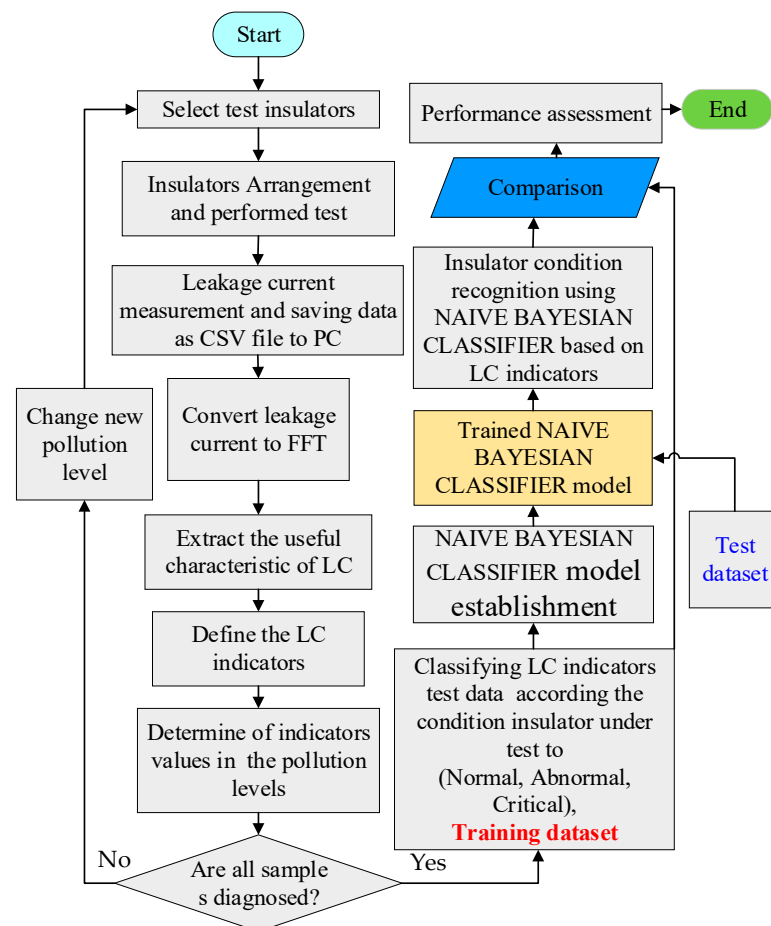 Start
Select test insulators
Insulators Arrangement
and performed test
Leakage current
measurement and saving data
as CSV file to PC
Convert leakage
current to FFT
Extract the useful
characteristic of LC
Define the LC
indicators
Determine of indicators
values in the pollution
levels
Are all sample
s diagnosed?
No
Yes
Change new
pollution
level
Classifying LC indicators
test data according the
condition insulator under
test to
(Normal, Abnormal,
Critical),
Training dataset
NAIVE BAYESIAN
CLASSIFIER model
establishment
Trained NAIVE
BAYESIAN
CLASSIFIER model
Test
dataset
Insulator condition
recognition using
NAIVE BAYESIAN
CLASSIFIER based on
LC indicators
Comparison
Performance assessment
End